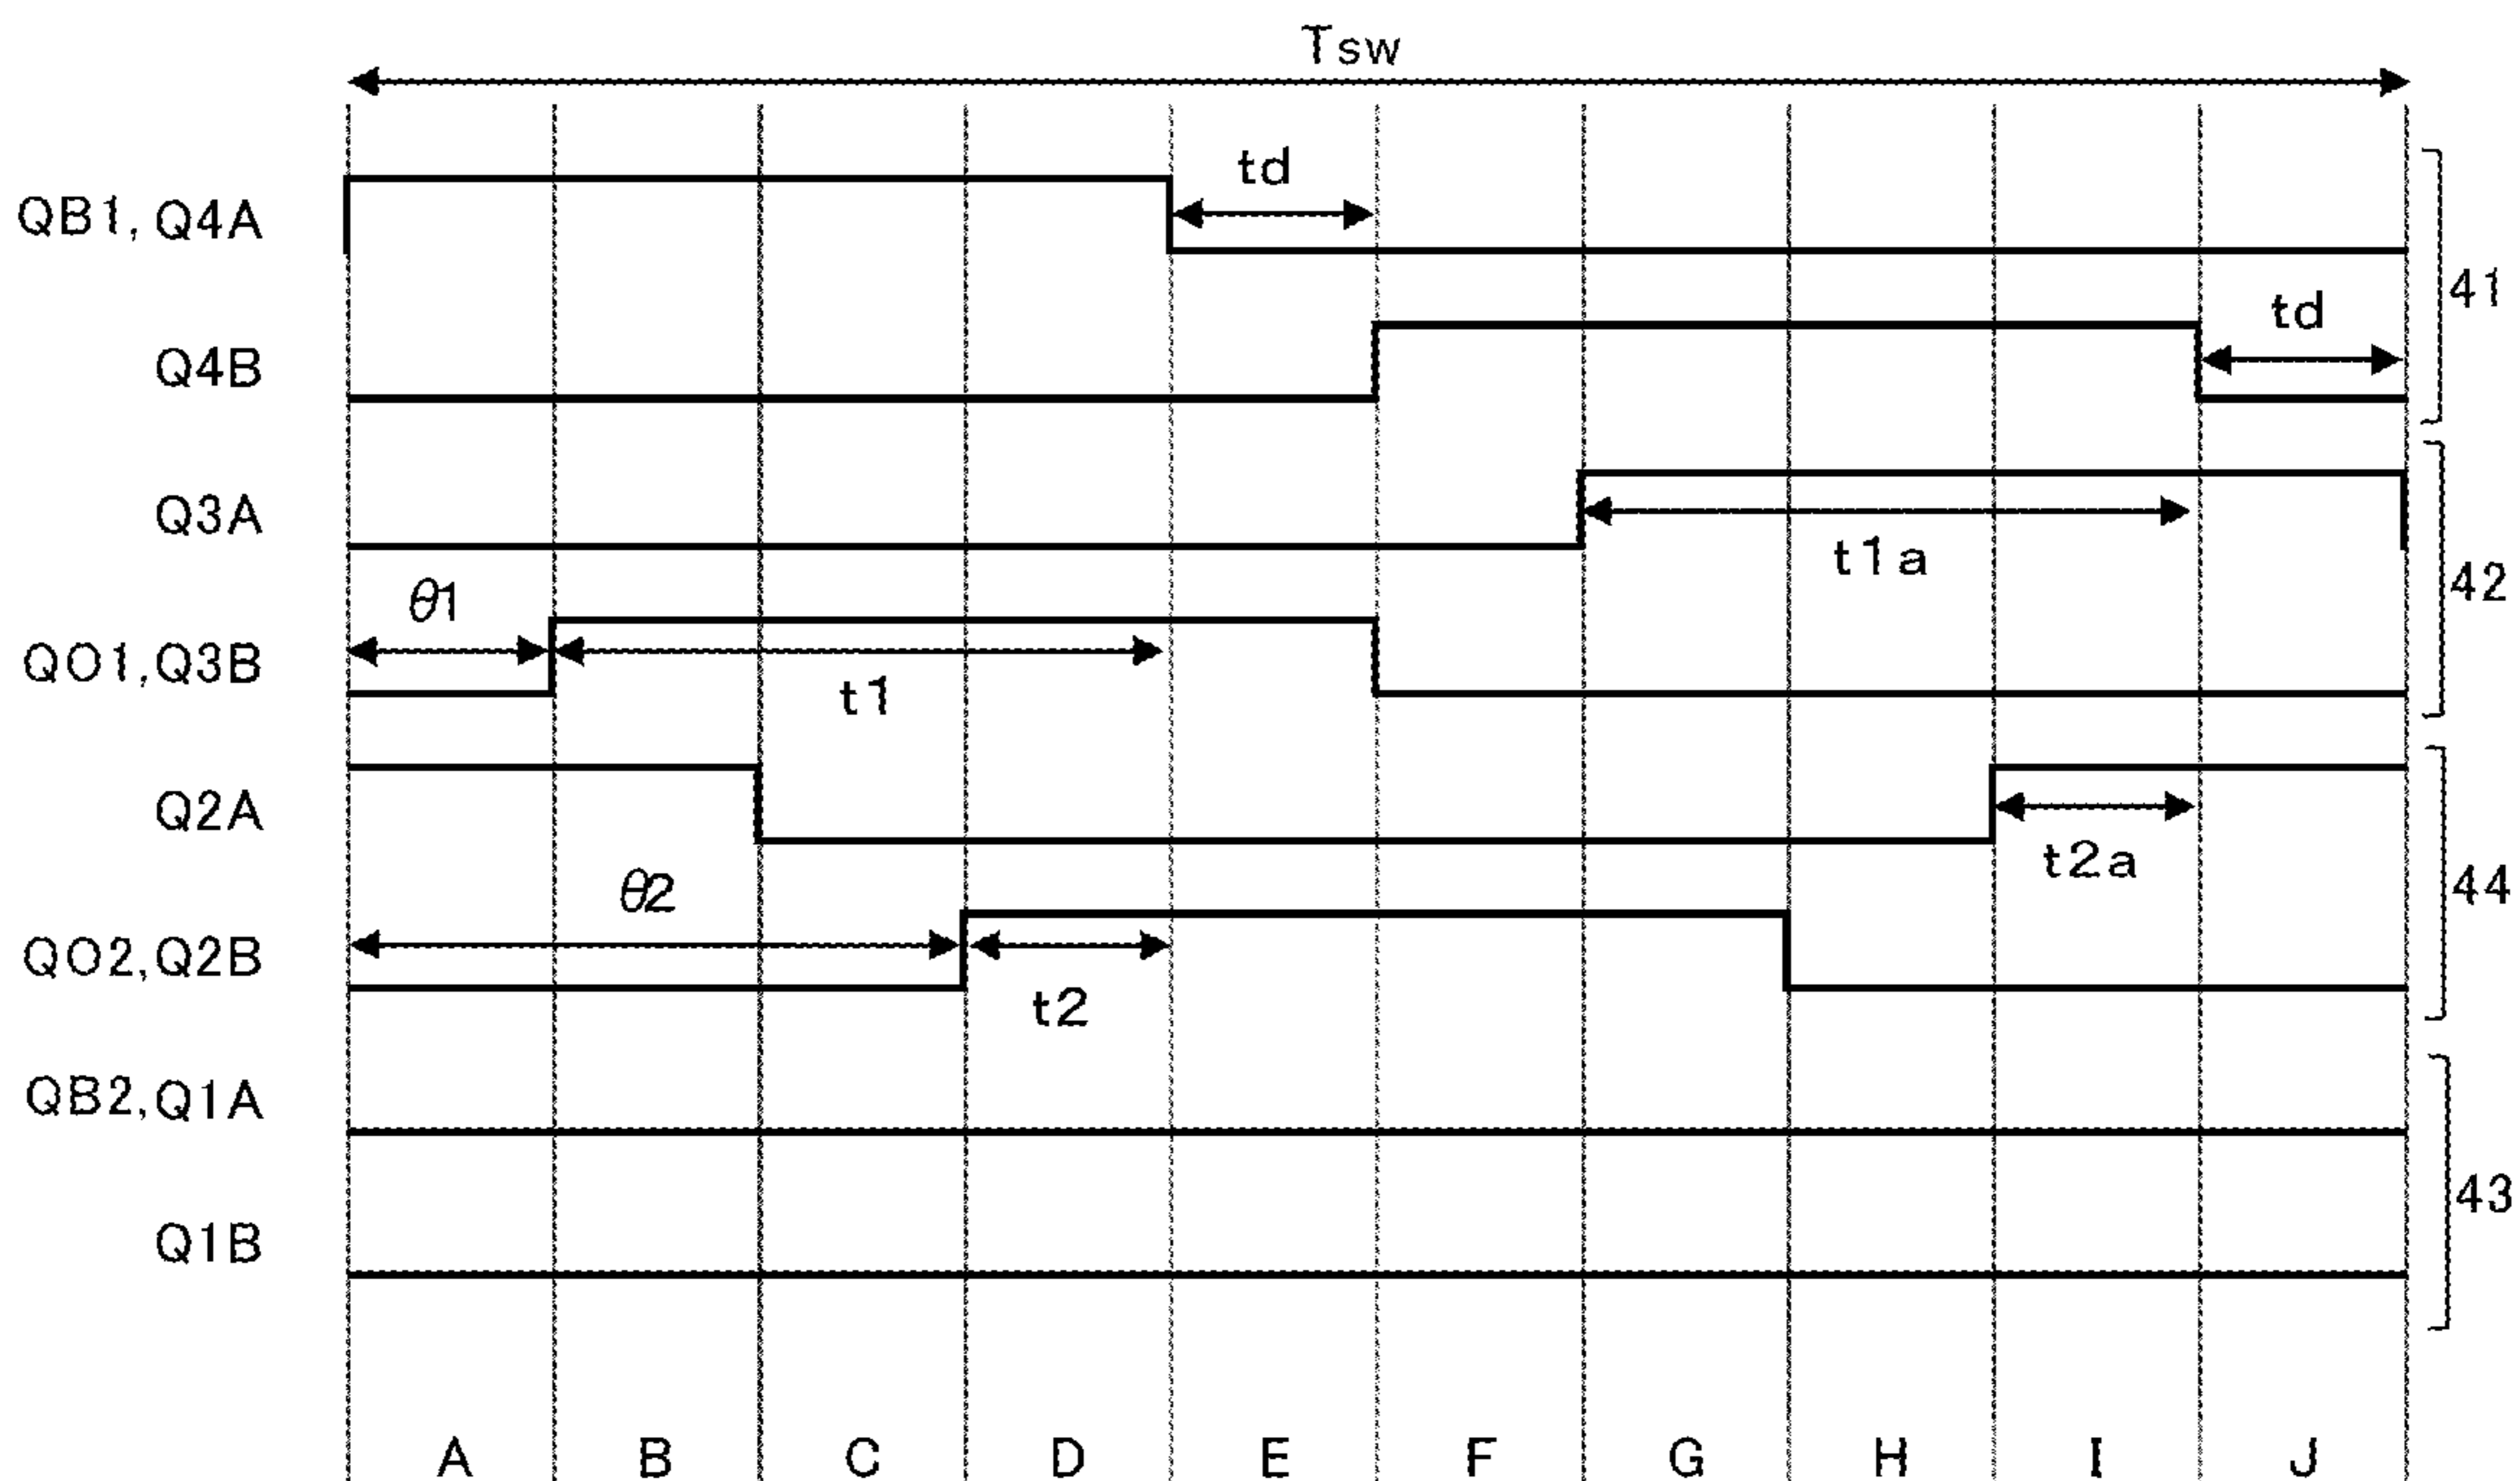 Tsw
td
QB1, Q4A
41
td
Q4B
Q3A
t1a
θ1
42
QO1,Q3B
t1
Q2A
t2a
θ2
44
QO2,Q2B
t2
QB2,Q1A
43
Q1B
A B C D E F G H I J